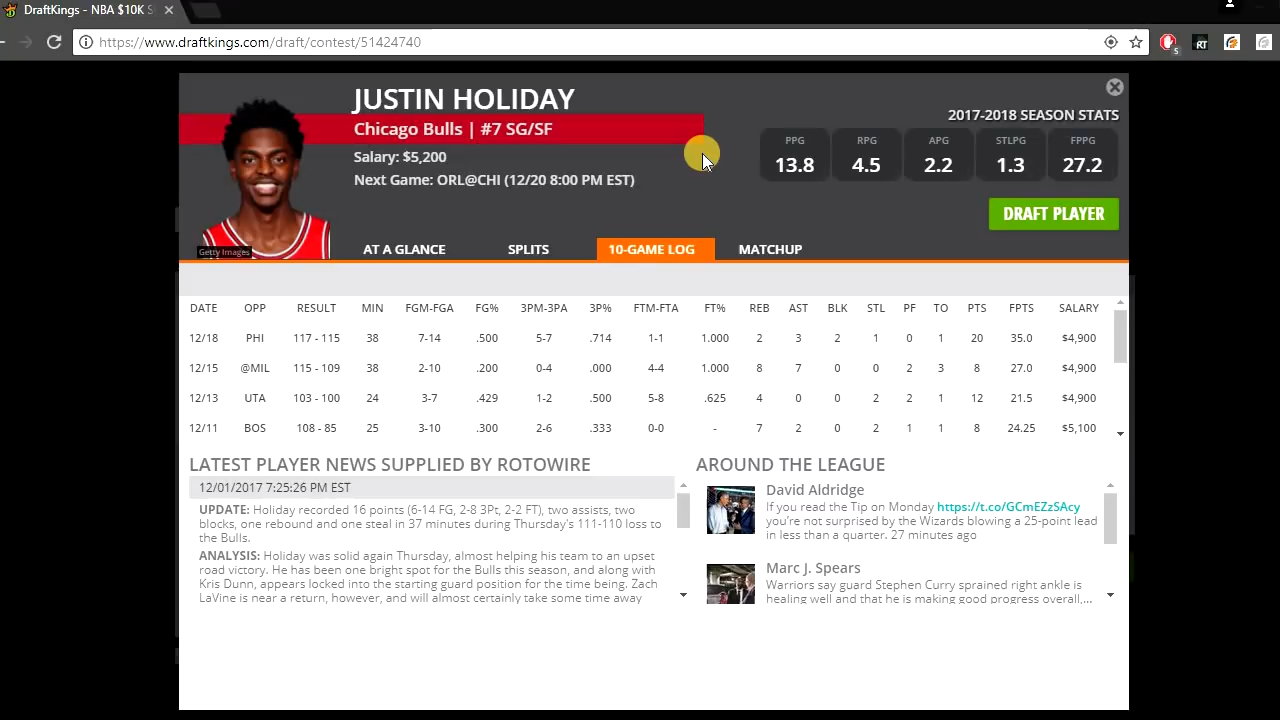 DraftKings - NBA $10K S
https://www.draftkings.com/draft/contest/51424740
5
RT
JUSTIN HOLIDAY
Chicago Bulls | #7 SG/SF
Salary: $5,200
Next Game: ORL@CHI (12/20 8:00 PM EST)
Getty Images
2017-2018 SEASON STATS
PPG RPG APG STLPG FPPG
13.8 4.5 2.2 1.3 27.2
DRAFT PLAYER
AT A GLANCE SPLITS 10-GAME LOG MATCHUP
DATE OPP RESULT MIN FGM-FGA FG% 3PM-3PA 3P% FTM-FTA FT% REB AST BLK STL PF TO PTS FPTS SALARY
12/18 PHI 117 - 115 38 7-14 .500 5-7 .714 1-1 1.000 2 3 2 1 0 1 20 35.0 $4,900
12/15 @MIL 115 - 109 38 2-10 .200 0-4 .000 4-4 1.000 8 7 0 0 2 3 8 27.0 $4,900
12/13 UTA 103 - 100 24 3-7 .429 1-2 .500 5-8 .625 4 0 0 2 2 1 12 21.5 $4,900
12/11 BOS 108 - 85 25 3-10 .300 2-6 .333 0-0 - 7 2 0 2 1 1 8 24.25 $5,100
LATEST PLAYER NEWS SUPPLIED BY ROTOWIRE
12/01/2017 7:25:26 PM EST
UPDATE: Holiday recorded 16 points (6-14 FG, 2-8 3Pt, 2-2 FT), two assists, two
blocks, one rebound and one steal in 37 minutes during Thursday's 111-110 loss to
the Bulls.
ANALYSIS: Holiday was solid again Thursday, almost helping his team to an upset
road victory. He has been one bright spot for the Bulls this season, and along with
Kris Dunn, appears locked into the starting guard position for the time being. Zach
LaVine is near a return, however, and will almost certainly take some time away
AROUND THE LEAGUE
David Aldridge
If you read the Tip on Monday https://t.co/GCmEZzSAcy
you're not surprised by the Wizards blowing a 25-point lead
in less than a quarter. 27 minutes ago
Marc J. Spears
Warriors say guard Stephen Curry sprained right ankle is
healing well and that he is making good progress overall,...